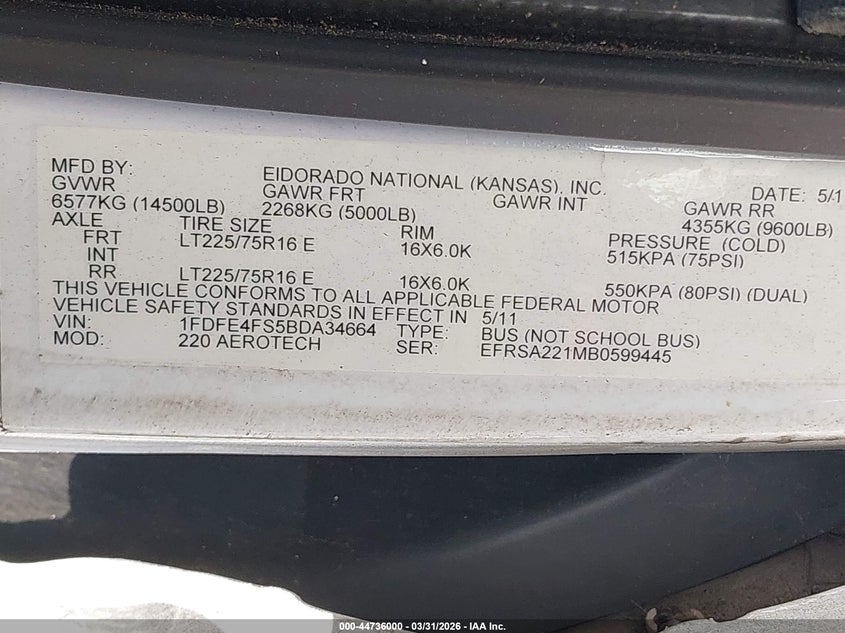 MFD BY: EIDORADO NATIONAL (KANSAS), INC. DATE: 5/1
GVWR GAWR FRT GAWR INT GAWR RR
6577KG (14500LB) 2268KG (5000LB) 4355KG (9600LB)
AXLE TIRE SIZE RIM PRESSURE (COLD)
FRT LT225/75R16 E 16X6.0K 515KPA (75PSI)
INT
RR LT225/75R16 E 16X6.0K 550KPA (80PSI) (DUAL)
THIS VEHICLE CONFORMS TO ALL APPLICABLE FEDERAL MOTOR
VEHICLE SAFETY STANDARDS IN EFFECT IN 5/11
VIN: 1FDFE4FS5BDA34664 TYPE: BUS (NOT SCHOOL BUS)
MOD: 220 AEROTECH SER: EFRSA221MB0599445
000-44736000 - 03/31/2026 - IAA Inc.